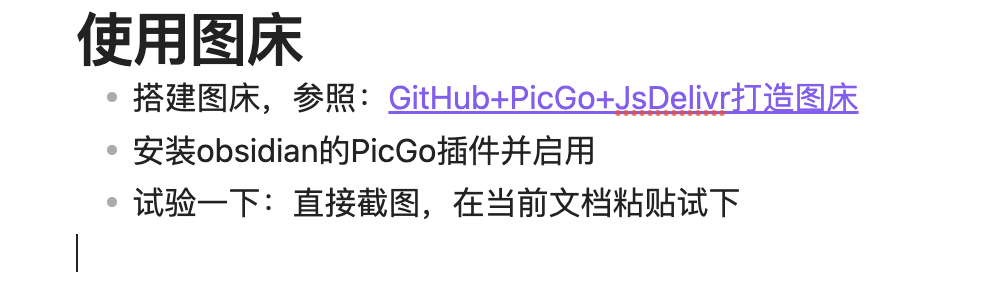 使用图床
搭建图床，参照：GitHub+PicGo+JsDelivr打造图床
安装obsidian的PicGo插件并启用
试验一下：直接截图，在当前文档粘贴试下